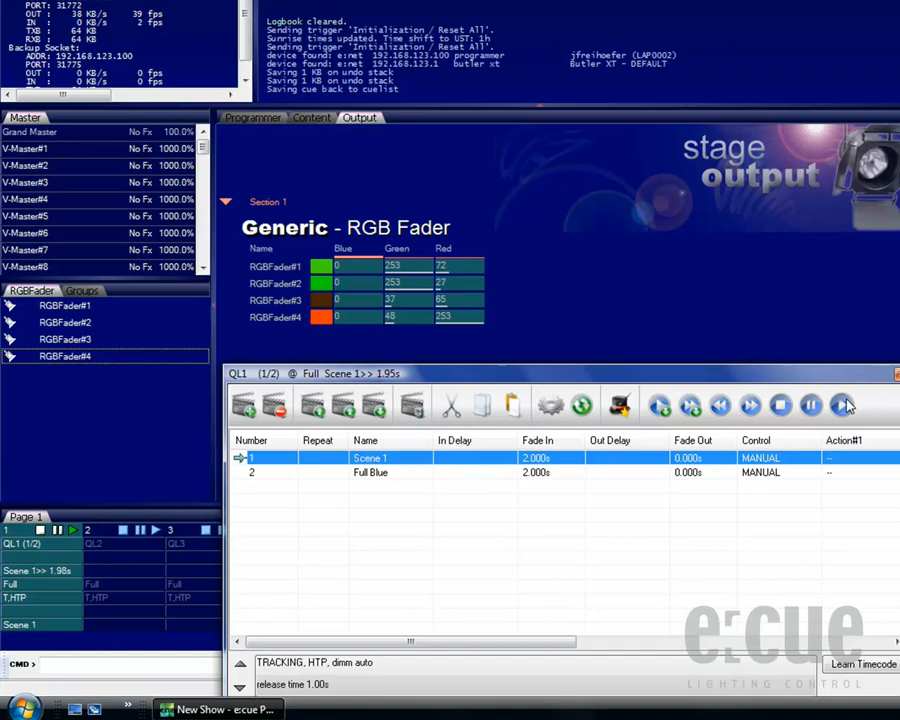 PORT: 31772
OUT : 38 KB/s 39 fps
IN : 0 KB/s 2 fps
TXB : 64 KB
RXB : 64 KB
Backup Socket:
ADDR: 192.168.123.100
PORT: 31775
OUT : 0 KB/s 0 fps
IN : 0 KB/s 0 fps
Logbook cleared.
Sending trigger 'Initialization / Reset All'.
Sunrise times updated. Time shift to UST: 1h
Sending trigger 'Initialization / Reset All'.
device found: e:net 192.168.123.100 programmer jfreihoefer (LAP0002)
device found: e:net 192.168.123.1 butler xt Butler XT - DEFAULT
Saving 1 KB on undo stack
Saving 1 KB on undo stack
Saving cue back to cuelist
Master
Grand Master No Fx 100.0%
V-Master#1 No Fx 100.0%
V-Master#2 No Fx 100.0%
V-Master#3 No Fx 100.0%
V-Master#4 No Fx 100.0%
V-Master#5 No Fx 100.0%
V-Master#6 No Fx 100.0%
V-Master#7 No Fx 100.0%
V-Master#8 No Fx 100.0%
RGBFader Groups
RGBFader#1
RGBFader#2
RGBFader#3
RGBFader#4
Programmer Content Output
stage
output
Section 1
Generic - RGB Fader
Name Blue Green Red
RGBFader#1 0 253 72
RGBFader#2 0 253 27
RGBFader#3 0 37 65
RGBFader#4 0 48 253
QL1 (1/2) @ Full Scene 1>> 1.95s
Number Repeat Name In Delay Fade In Out Delay Fade Out Control Action#1
1 Scene 1 2.000s 0.000s MANUAL --
2 Full Blue 2.000s 0.000s MANUAL --
TRACKING, HTP, dimm auto
release time 1.00s
Learn Timecode
e:cue
LIGHTING CONTROL
Page 1
1 2 3
QL1 (1/2) QL2 QL3
Scene 1>> 1.98s
Full Full Full
T,HTP T,HTP T,HTP
Scene 1
CMD >
New Show - e:cue P...